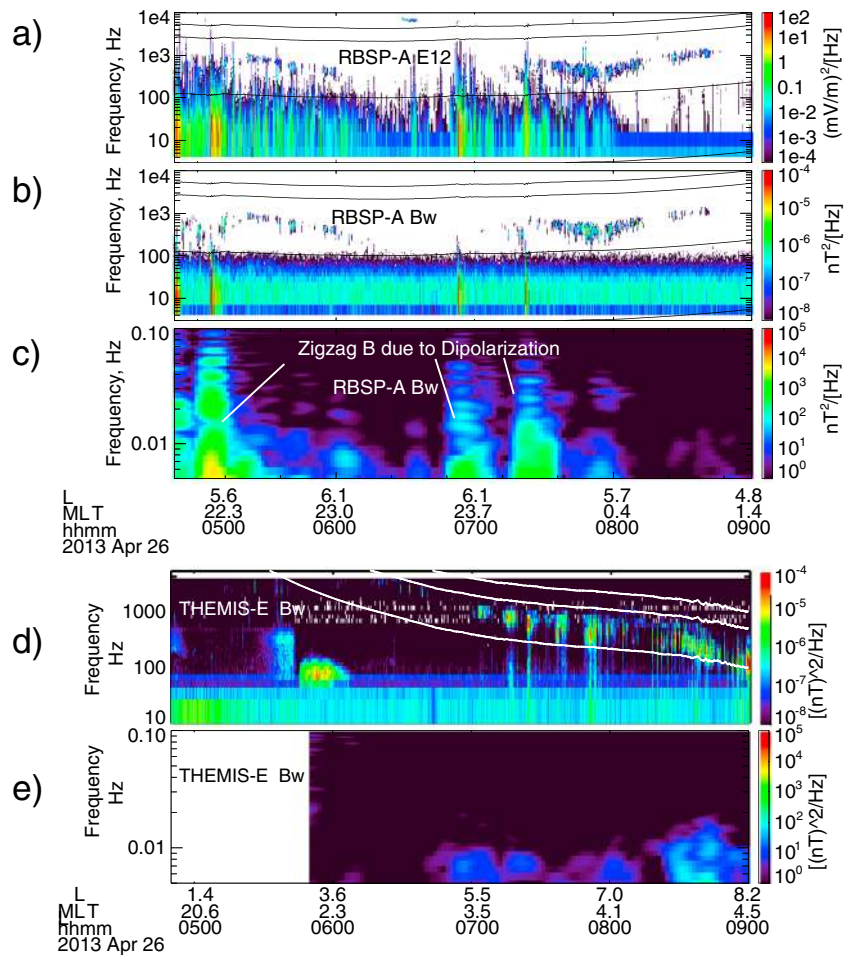 a)
Frequency, Hz
1e4
1e3
100
10
RBSP-A E12
1e2
10
1
0.1
1e-2
1e-3
1e-4
(mV/m)²/[Hz]
b)
Frequency, Hz
1e4
1e3
100
10
RBSP-A Bw
10⁻⁴
10⁻⁵
10⁻⁶
10⁻⁷
10⁻⁸
nT²/[Hz]
c)
Frequency, Hz
0.10
0.01
Zigzag B due to Dipolarization
RBSP-A Bw
10⁵
10⁴
10³
10²
10¹
10⁰
nT²/[Hz]
L 5.6 6.1 6.1 5.7 4.8
MLT 22.3 23.0 23.7 0.4 1.4
hhmm 0500 0600 0700 0800 0900
2013 Apr 26
d)
Frequency
Hz
1000
100
10
THEMIS-E Bw
10⁻⁴
10⁻⁵
10⁻⁶
10⁻⁷
10⁻⁸
[(nT)^2/Hz]
e)
Frequency
Hz
0.10
0.01
THEMIS-E Bw
10⁵
10⁴
10³
10²
10¹
10⁰
[(nT)^2/Hz]
L 1.4 3.6 5.5 7.0 8.2
MLT 20.6 2.3 3.5 4.1 4.5
hhmm 0500 0600 0700 0800 0900
2013 Apr 26